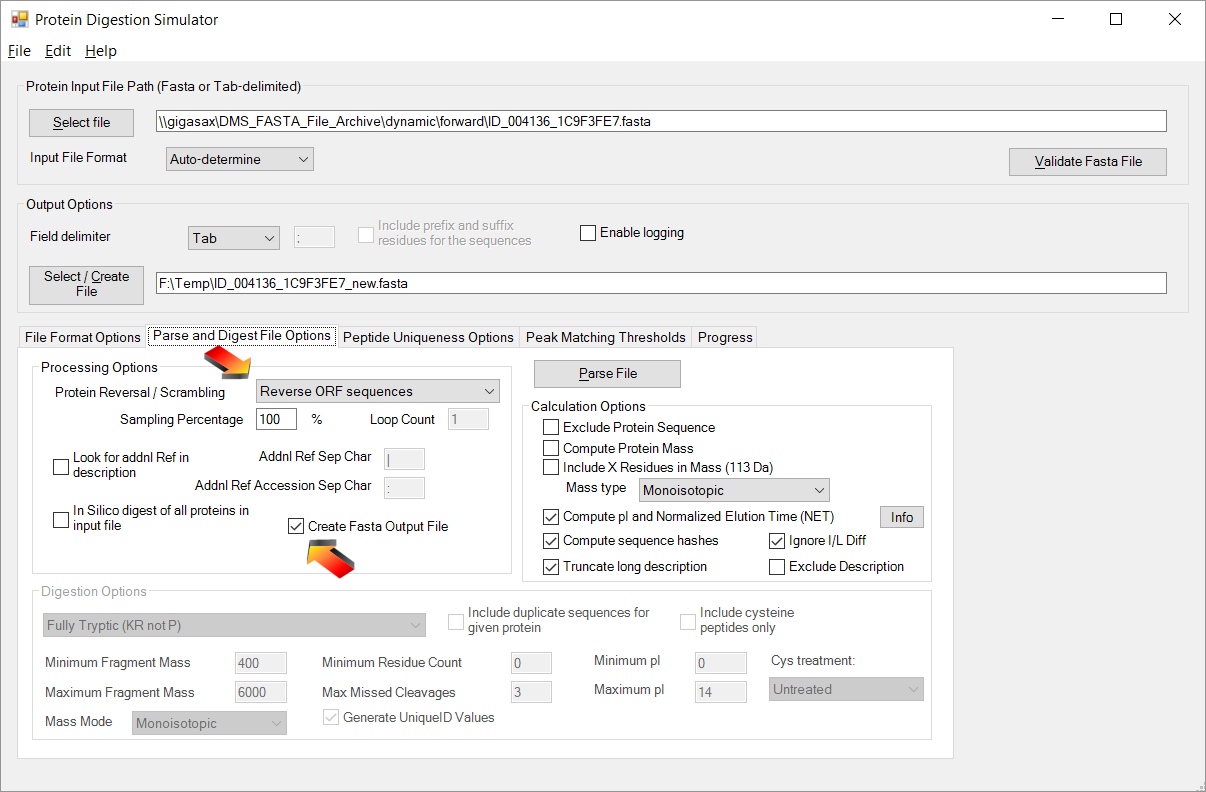 Protein Digestion Simulator
File Edit Help
Protein Input File Path (Fasta or Tab-delimited)
Select file
\\gigasax\DMS_FASTA_File_Archive\dynamic\forward\ID_004136_1C9F3FE7.fasta
Input File Format
Auto-determine
Validate Fasta File
Output Options
Field delimiter
Tab
;
Include prefix and suffix
residues for the sequences
Enable logging
Select / Create
File
F:\Temp\ID_004136_1C9F3FE7_new.fasta
File Format Options
Parse and Digest File Options
Peptide Uniqueness Options
Peak Matching Thresholds
Progress
Processing Options
Protein Reversal / Scrambling
Reverse ORF sequences
Sampling Percentage
100
%
Loop Count
1
Look for addnl Ref in
description
Addnl Ref Sep Char
|
Addnl Ref Accession Sep Char
:
In Silico digest of all proteins in
input file
Create Fasta Output File
Parse File
Calculation Options
Exclude Protein Sequence
Compute Protein Mass
Include X Residues in Mass (113 Da)
Mass type
Monoisotopic
Compute pI and Normalized Elution Time (NET)
Info
Compute sequence hashes
Ignore I/L Diff
Truncate long description
Exclude Description
Digestion Options
Fully Tryptic (KR not P)
Include duplicate sequences for
given protein
Include cysteine
peptides only
Minimum Fragment Mass
400
Minimum Residue Count
0
Minimum pI
0
Cys treatment:
Maximum Fragment Mass
6000
Max Missed Cleavages
3
Maximum pI
14
Untreated
Mass Mode
Monoisotopic
Generate UniqueID Values